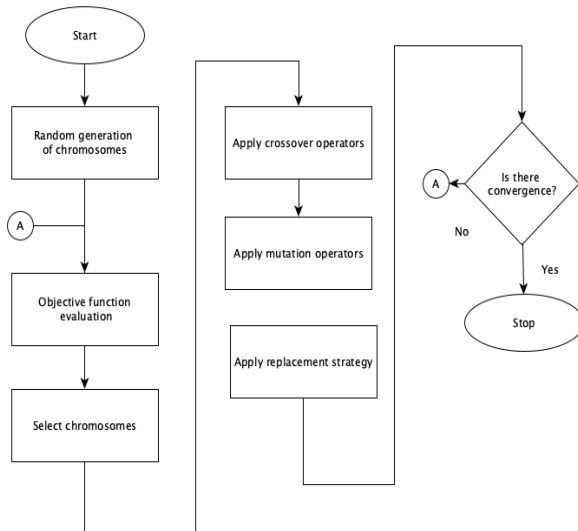 Start
Random generation
of chromosomes
A
Objective function
evaluation
Select chromosomes
Apply crossover operators
Apply mutation operators
Apply replacement strategy
Is there
convergence?
A
No
Yes
Stop